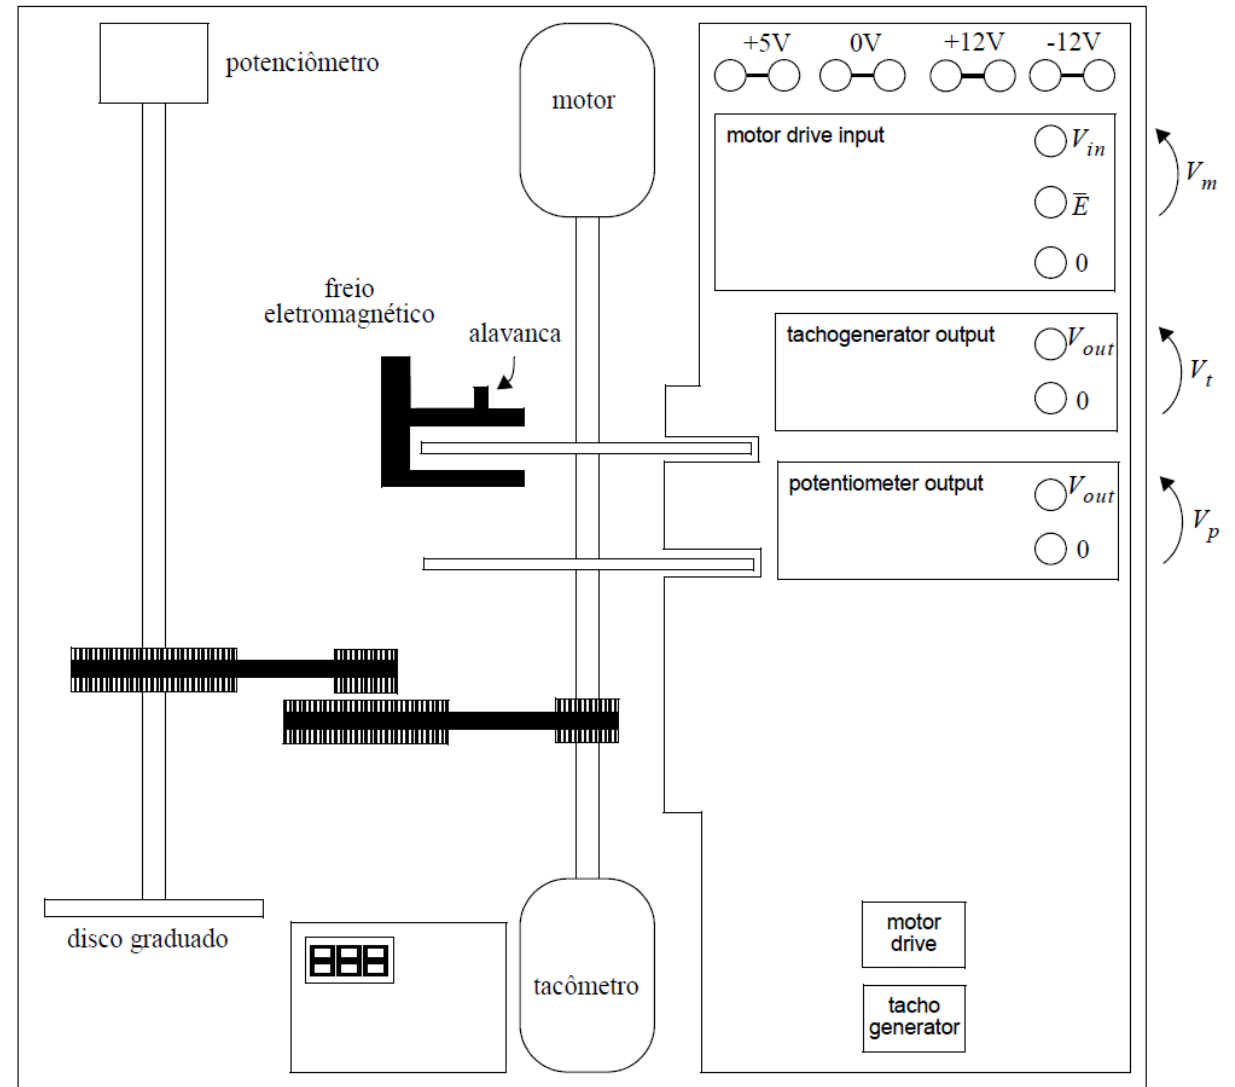 potenciômetro
motor
freio
eletromagnético
alavanca
+5V 0V +12V -12V
motor drive input
V_in
E̅
0
V_m
tachogenerator output
V_out
0
V_t
potentiometer output
V_out
0
V_p
disco graduado
888
tacômetro
motor
drive
tacho
generator